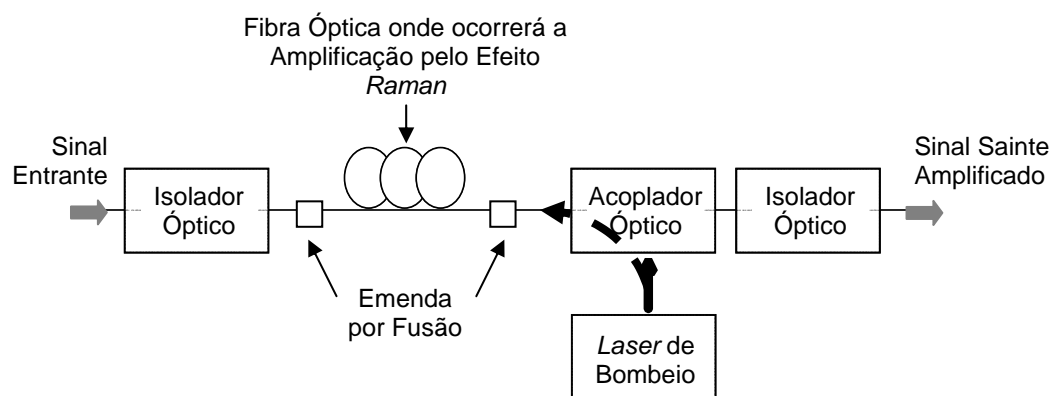 Fibra Óptica onde ocorrerá a
Amplificação pelo Efeito
Raman
Sinal
Entrante
Isolador
Óptico
Acoplador
Óptico
Isolador
Óptico
Sinal Sainte
Amplificado
Emenda
por Fusão
Laser de
Bombeio